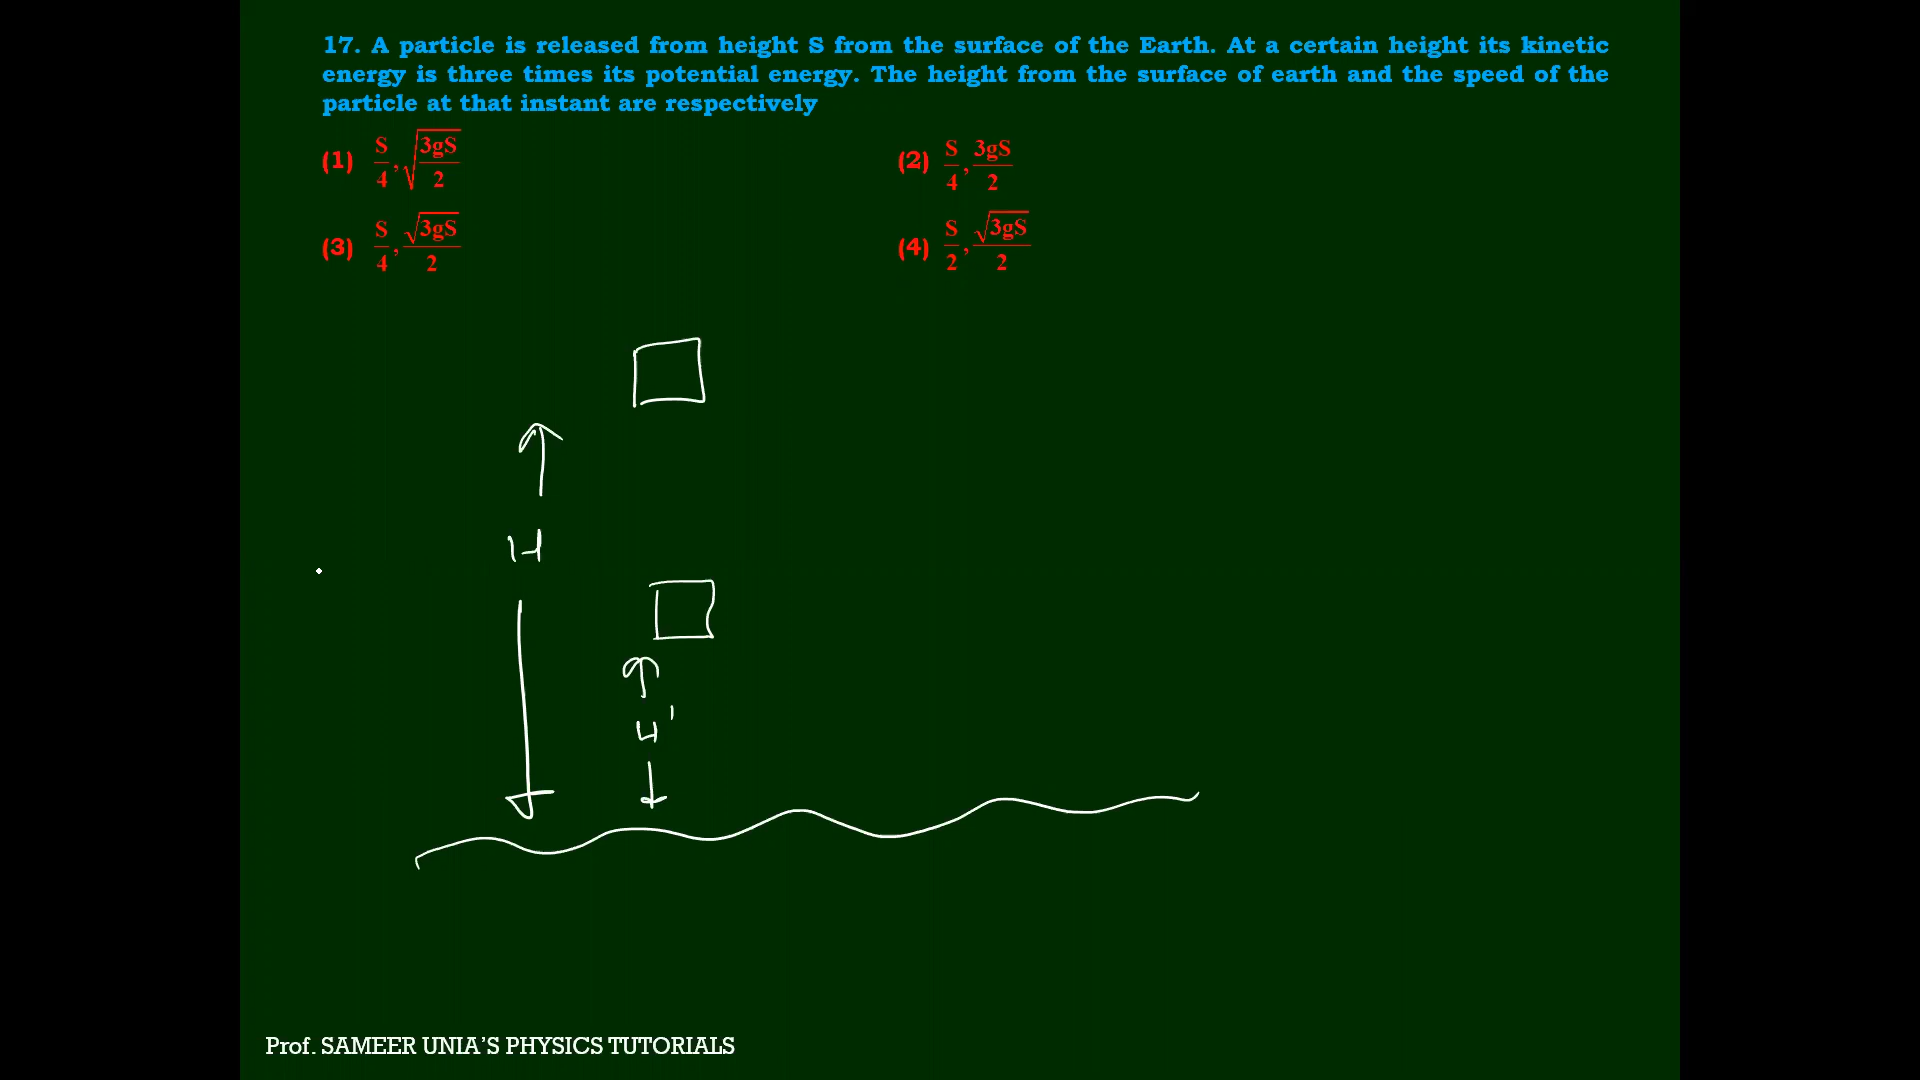 17. A particle is released from height S from the surface of the Earth. At a certain height its kinetic
energy is three times its potential energy. The height from the surface of earth and the speed of the
particle at that instant are respectively
(1) S/4, √(3gS/2)
(2) S/4, 3gS/2
(3) S/4, √3gS/2
(4) S/2, √3gS/2
H
Prof. SAMEER UNIA’S PHYSICS TUTORIALS